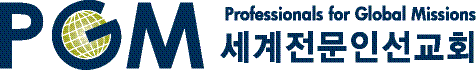 PGM
Professionals for Global Missions
세계전문인선교회